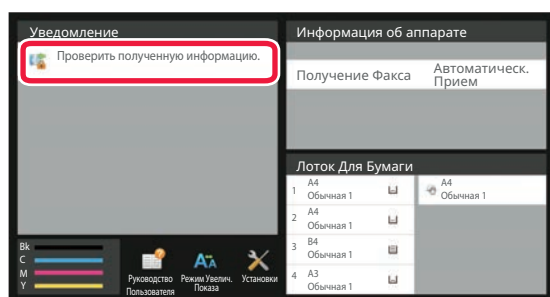 Уведомление
Проверить полученную информацию.
Информация об аппарате
Получение Факса
Автоматическ.
Прием
Лоток Для Бумаги
1 A4
Обычная 1
A4
Обычная 1
2 A4
Обычная 1
3 B4
Обычная 1
4 A3
Обычная 1
Bk
C
M
Y
Руководство
Пользователя
Режим Увелич.
Показа
Установки